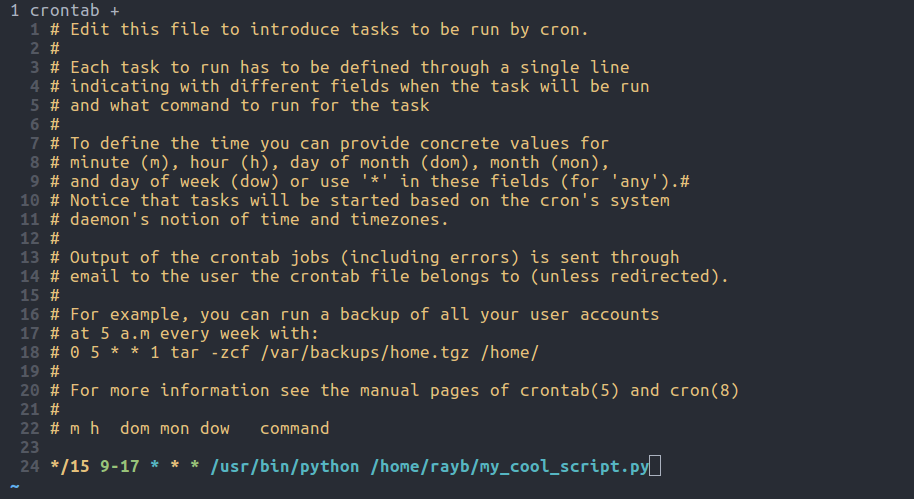 1 crontab +
1 # Edit this file to introduce tasks to be run by cron.
2 #
3 # Each task to run has to be defined through a single line
4 # indicating with different fields when the task will be run
5 # and what command to run for the task
6 #
7 # To define the time you can provide concrete values for
8 # minute (m), hour (h), day of month (dom), month (mon),
9 # and day of week (dow) or use '*' in these fields (for 'any').#
10 # Notice that tasks will be started based on the cron's system
11 # daemon's notion of time and timezones.
12 #
13 # Output of the crontab jobs (including errors) is sent through
14 # email to the user the crontab file belongs to (unless redirected).
15 #
16 # For example, you can run a backup of all your user accounts
17 # at 5 a.m every week with:
18 # 0 5 * * 1 tar -zcf /var/backups/home.tgz /home/
19 #
20 # For more information see the manual pages of crontab(5) and cron(8)
21 #
22 # m h  dom mon dow   command
23
24 */15 9-17 * * * /usr/bin/python /home/rayb/my_cool_script.py
~